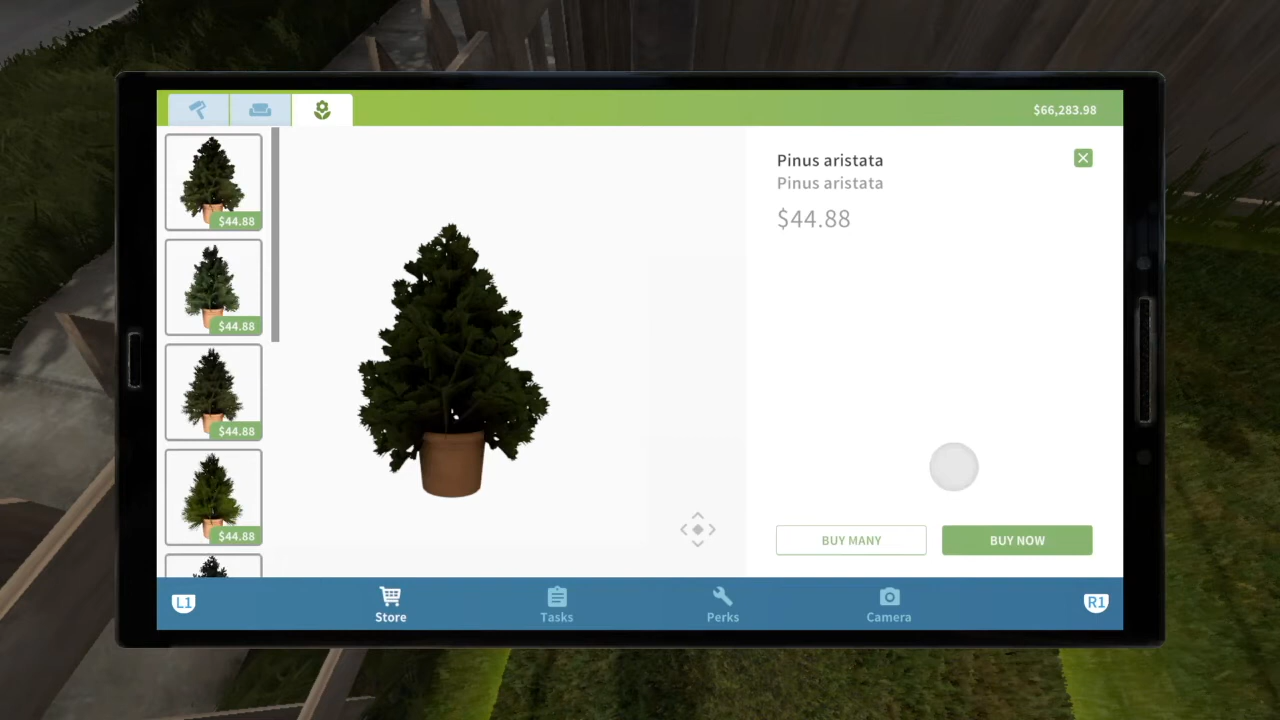 $66,283.98
$44.88
$44.88
$44.88
$44.88
Pinus aristata
Pinus aristata
$44.88
BUY MANY
BUY NOW
L1
Store
Tasks
Perks
Camera
R1